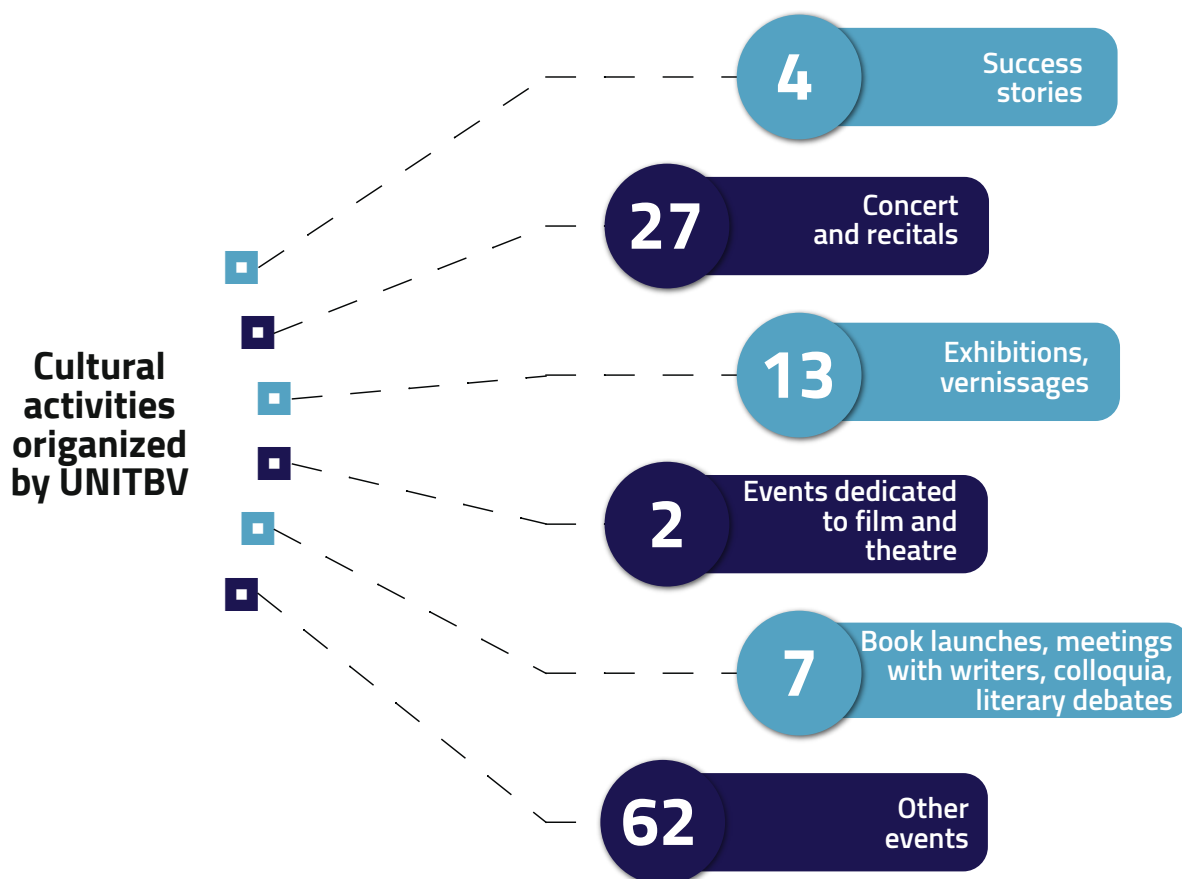 Cultural
activities
origanized
by UNITBV
4
Success
stories
27
Concert
and recitals
13
Exhibitions,
vernissages
2
Events dedicated
to film and
theatre
7
Book launches, meetings
with writers, colloquia,
literary debates
62
Other
events